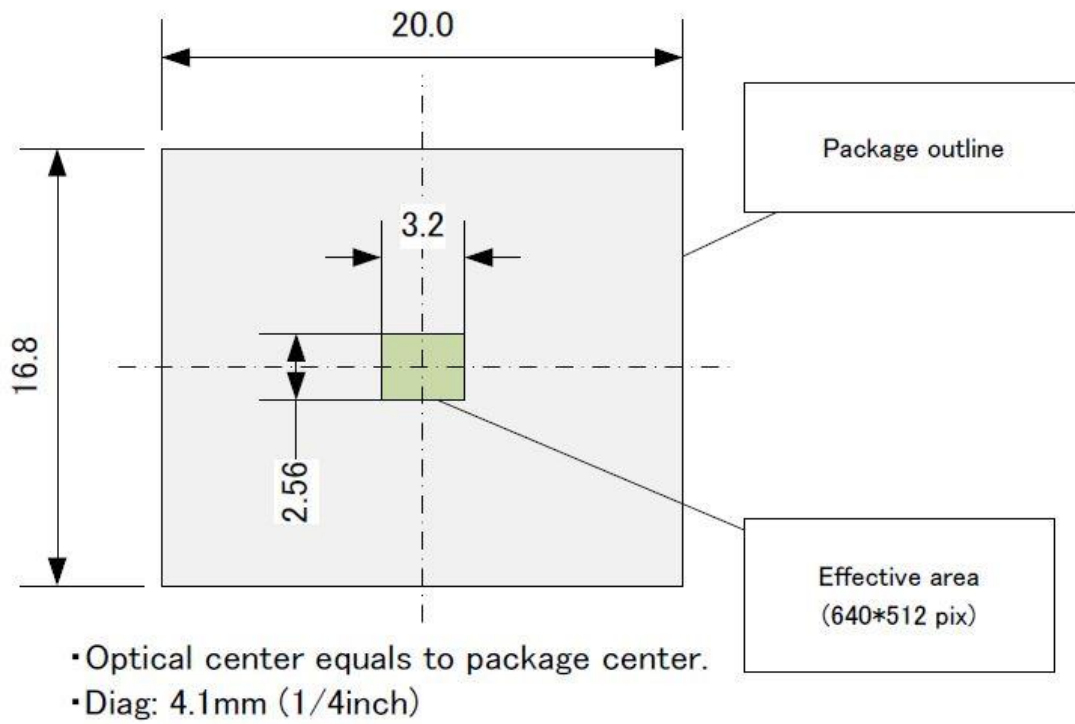 20.0
Package outline
3.2
16.8
2.56
Effective area
(640*512 pix)
・Optical center equals to package center.
・Diag: 4.1mm (1/4inch)